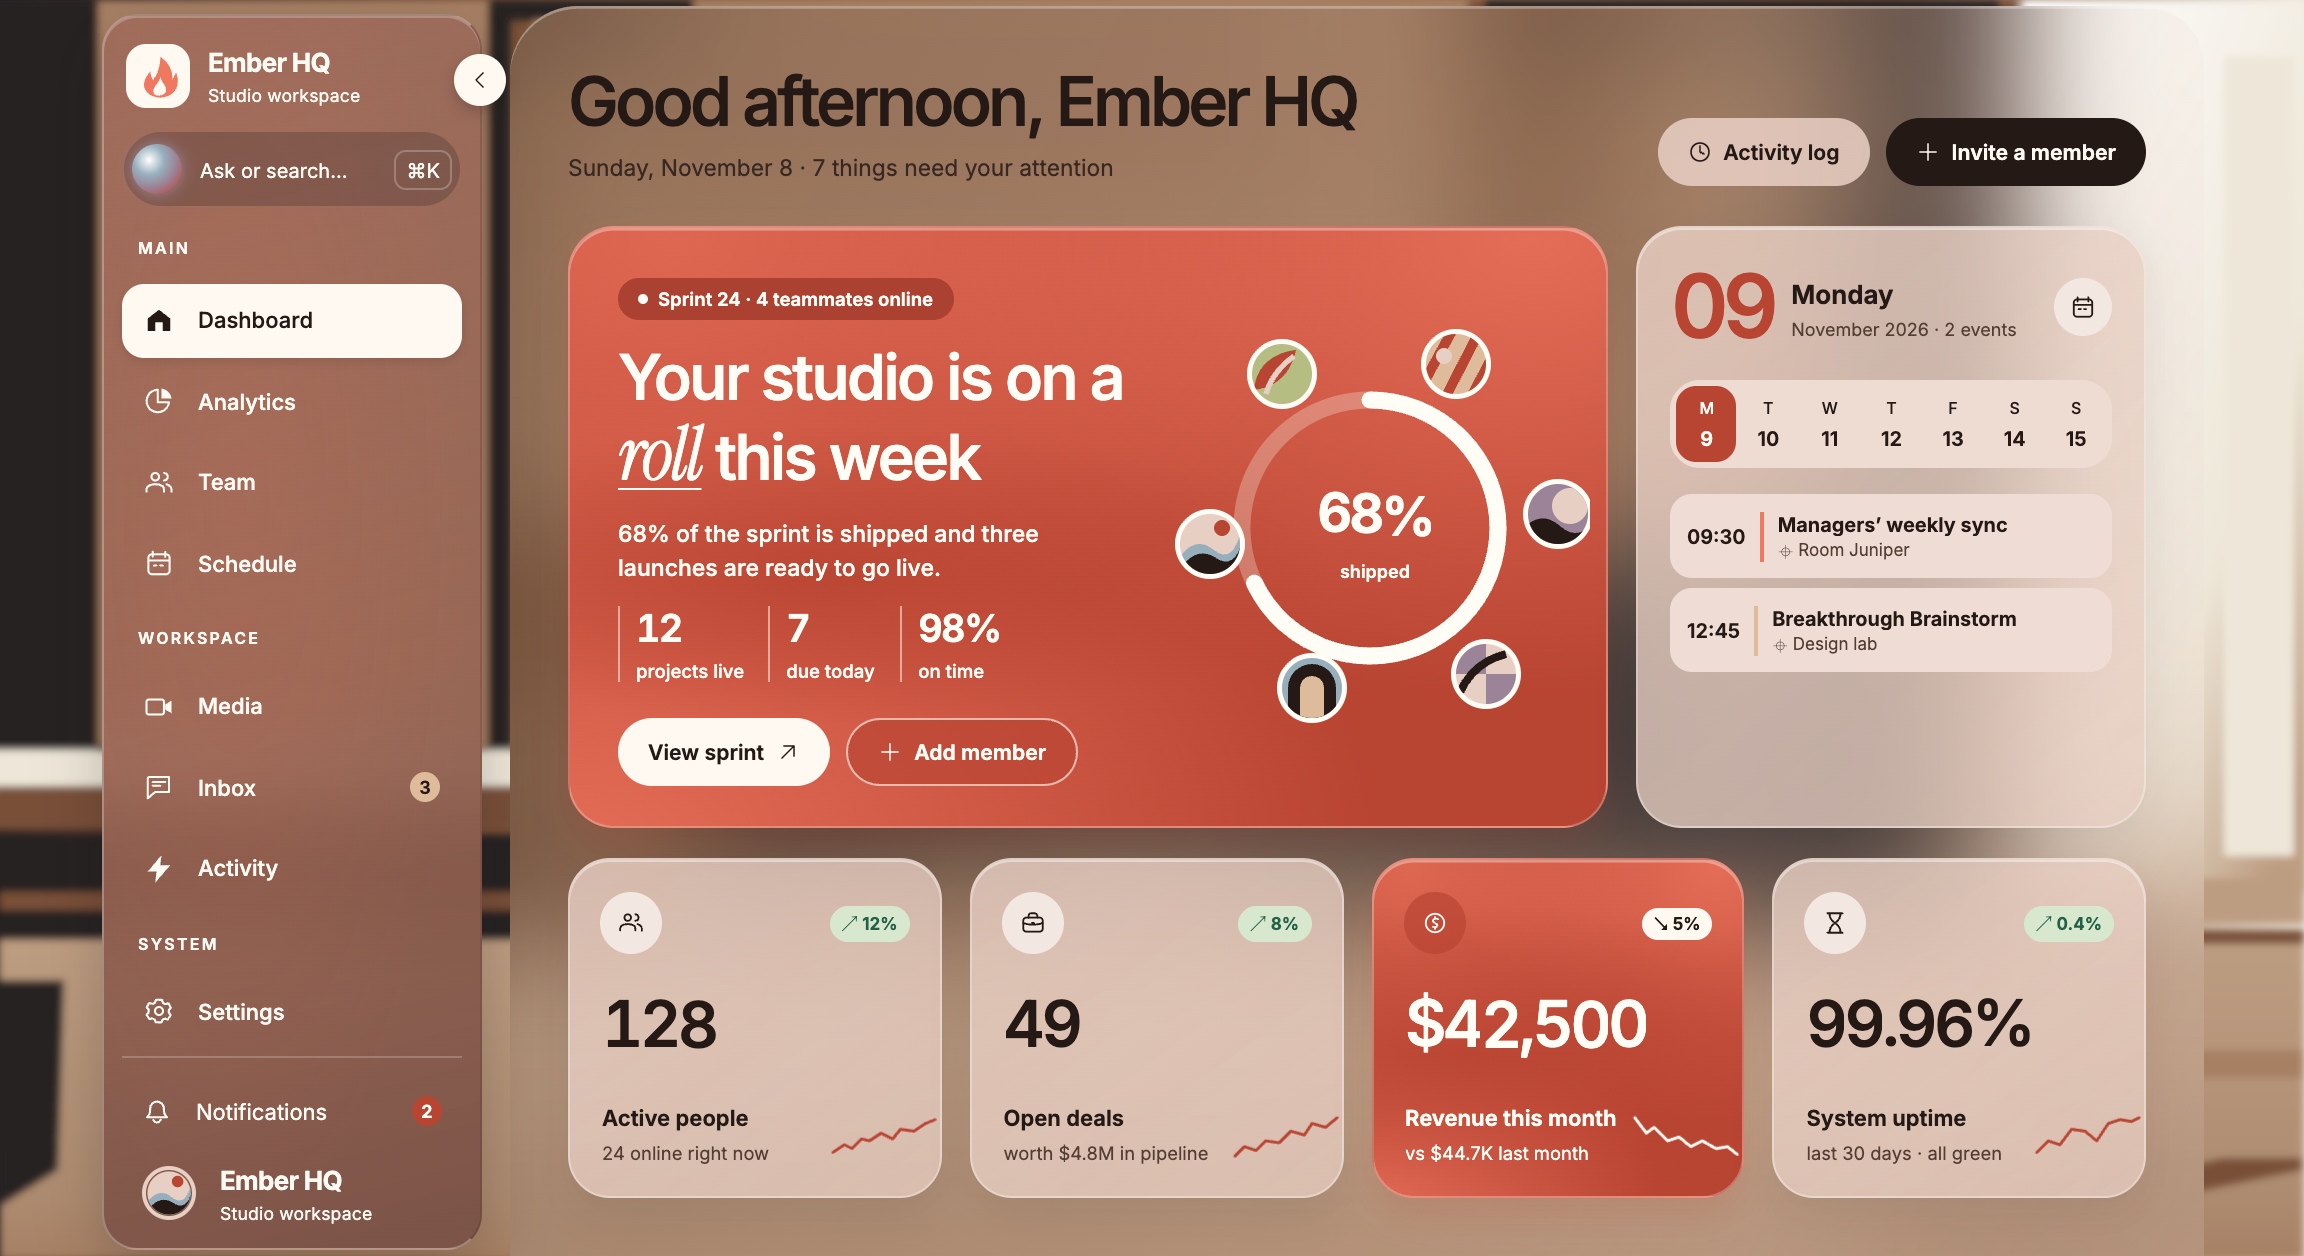 Ember HQ
Studio workspace
Ask or search...
⌘K
MAIN
Dashboard
Analytics
Team
Schedule
WORKSPACE
Media
Inbox
3
Activity
SYSTEM
Settings
Notifications
2
Ember HQ
Studio workspace
Good afternoon, Ember HQ
Sunday, November 8 · 7 things need your attention
Activity log
Invite a member
Sprint 24 · 4 teammates online
Your studio is on a
roll this week
68% of the sprint is shipped and three
launches are ready to go live.
12
projects live
7
due today
98%
on time
View sprint
Add member
68%
shipped
09
Monday
November 2026 · 2 events
M T W T F S S
9 10 11 12 13 14 15
09:30
Managers’ weekly sync
Room Juniper
12:45
Breakthrough Brainstorm
Design lab
12%
128
Active people
24 online right now
8%
49
Open deals
worth $4.8M in pipeline
5%
$42,500
Revenue this month
vs $44.7K last month
0.4%
99.96%
System uptime
last 30 days · all green